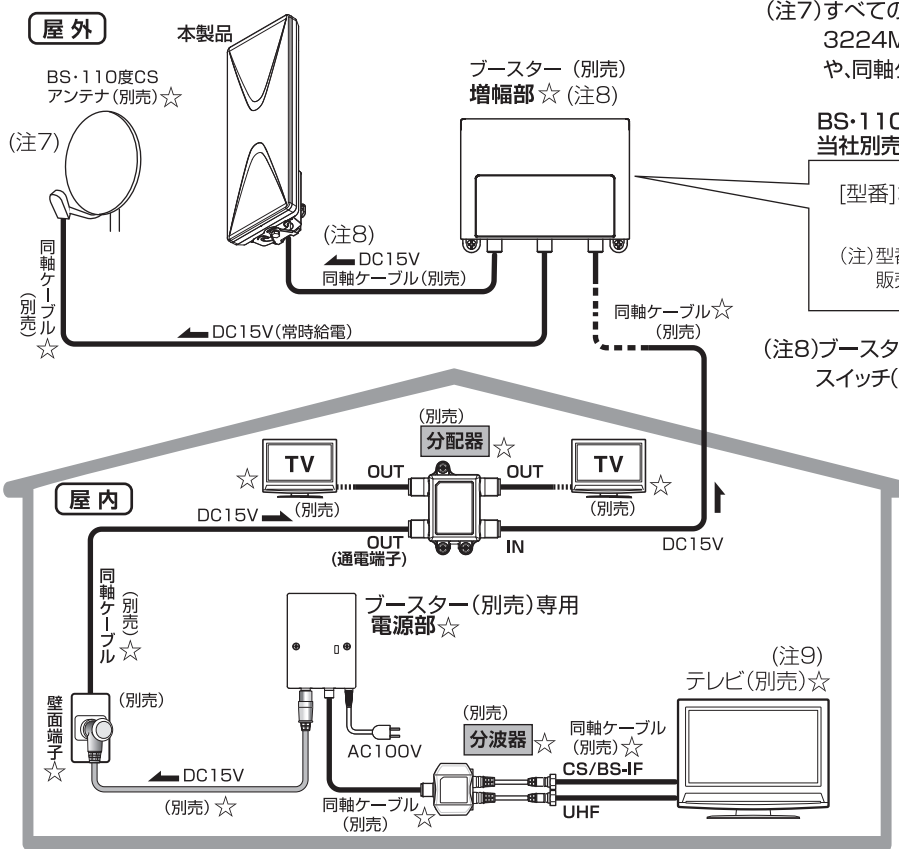 屋外
本製品
BS・110度CS
アンテナ(別売)☆
(注7)
ブースター (別売)
増幅部☆(注8)
(注7)すべての
3224M
や、同軸ケ
BS・110
当社別売
[型番]
(注)型番
販売
(注8)ブースタ
スイッチ(
(注8)
DC15V
同軸ケーブル(別売)
同軸ケーブル
(別売)
☆
DC15V(常時給電)
同軸ケーブル☆
(別売)
屋内
(別売)
分配器
☆
☆
TV
(別売)
OUT
OUT
TV
☆
(別売)
DC15V
OUT
(通電端子)
IN
DC15V
同軸ケーブル
(別売)
☆
ブースター(別売)専用
電源部☆
(注9)
テレビ(別売)☆
壁面端子
☆
(別売)
AC100V
(別売)
分波器
☆
同軸ケーブル
(別売)☆
CS/BS-IF
UHF
DC15V
(別売)☆
同軸ケーブル☆
(別売)